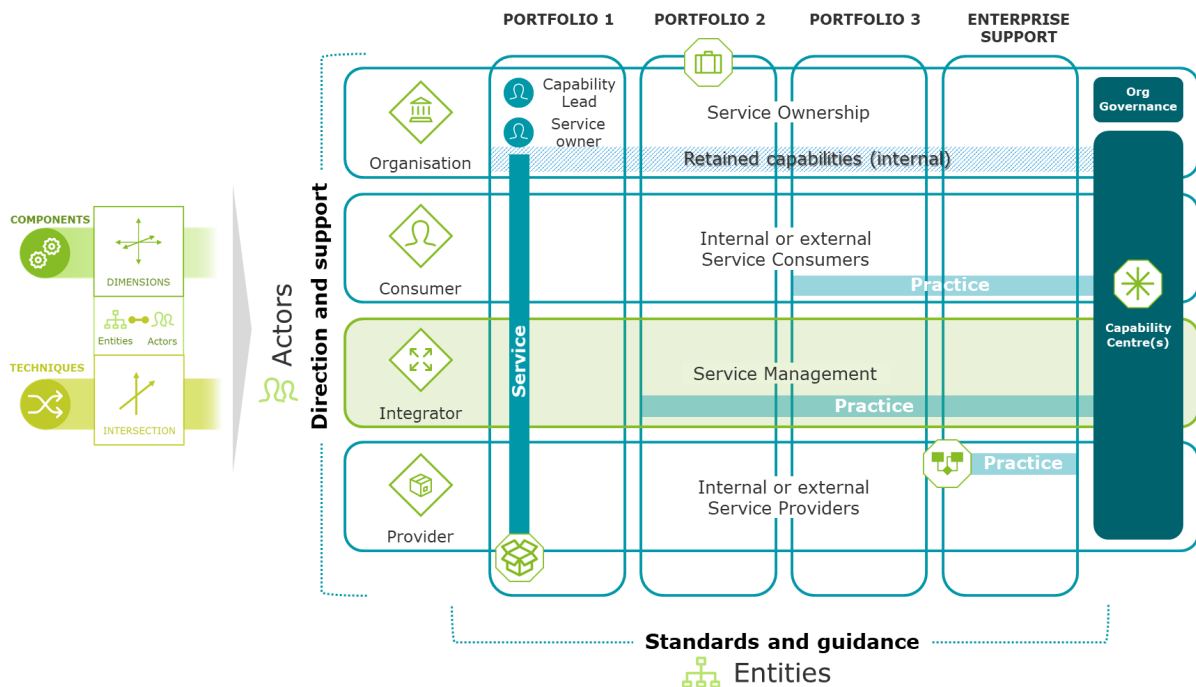 PORTFOLIO 1
PORTFOLIO 2
PORTFOLIO 3
ENTERPRISE
SUPPORT
COMPONENTS
DIMENSIONS
Entities
Actors
TECHNIQUES
INTERSECTION
Actors
Direction and support
Organisation
Capability
Lead
Service
owner
Service Ownership
Retained capabilities (internal)
Org
Governance
Consumer
Internal or external
Service Consumers
Practice
Capability
Centre(s)
Service
Integrator
Service Management
Practice
Provider
Internal or external
Service Providers
Practice
Standards and guidance
Entities